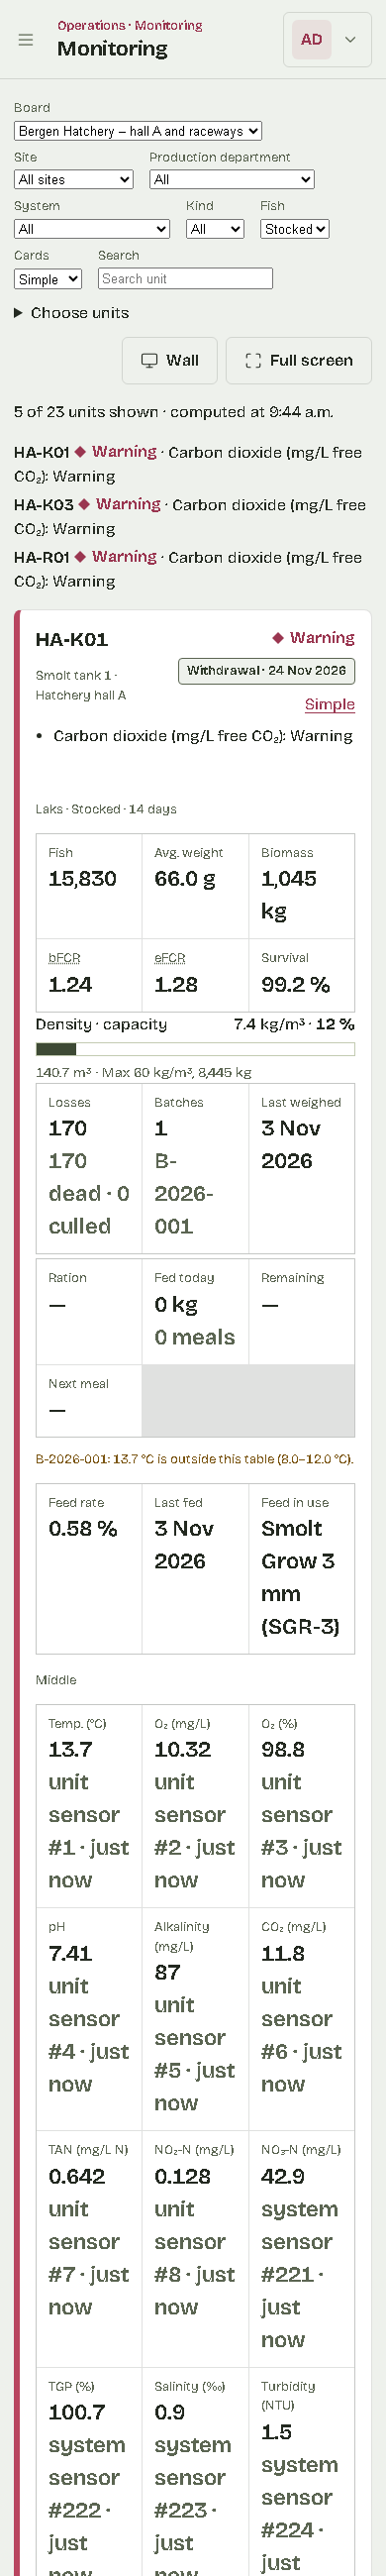 Operations · Monitoring
Monitoring
AD
Board
Bergen Hatchery – hall A and raceways
Site
Production department
All sites
All
System
Kind
Fish
All
All
Stocked
Cards
Search
Simple
Search unit
Choose units
Wall
Full screen
5 of 23 units shown · computed at 9:44 a.m.
HA-K01 ◆ Warning · Carbon dioxide (mg/L free
CO₂): Warning
HA-K03 ◆ Warning · Carbon dioxide (mg/L free
CO₂): Warning
HA-R01 ◆ Warning · Carbon dioxide (mg/L free
CO₂): Warning
HA-K01
◆ Warning
Smolt tank 1 ·
Hatchery hall A
Withdrawal · 24 Nov 2026
Simple
• Carbon dioxide (mg/L free CO₂): Warning
Laks · Stocked · 14 days
Fish
Avg. weight
Biomass
15,830
66.0 g
1,045
kg
bFCR
eFCR
Survival
1.24
1.28
99.2 %
Density · capacity
7.4 kg/m³ · 12 %
140.7 m³ · Max 60 kg/m³, 8,445 kg
Losses
170
170
dead · 0
culled
Batches
1
B-
2026-
001
Last weighed
3 Nov
2026
Ration
—
Fed today
0 kg
0 meals
Remaining
—
Next meal
—
B-2026-001: 13.7 °C is outside this table (8.0–12.0 °C).
Feed rate
0.58 %
Last fed
3 Nov
2026
Feed in use
Smolt
Grow 3
mm
(SGR-3)
Middle
Temp. (°C)
13.7
unit
sensor
#1 · just
now
O₂ (mg/L)
10.32
unit
sensor
#2 · just
now
O₂ (%)
98.8
unit
sensor
#3 · just
now
pH
7.41
unit
sensor
#4 · just
now
Alkalinity
(mg/L)
87
unit
sensor
#5 · just
now
CO₂ (mg/L)
11.8
unit
sensor
#6 · just
now
TAN (mg/L N)
0.642
unit
sensor
#7 · just
now
NO₂-N (mg/L)
0.128
unit
sensor
#8 · just
now
NO₃-N (mg/L)
42.9
system
sensor
#221 ·
just
now
TGP (%)
100.7
system
sensor
#222 ·
just
now
Salinity (‰)
0.9
system
sensor
#223 ·
just
now
Turbidity
(NTU)
1.5
system
sensor
#224 ·
just